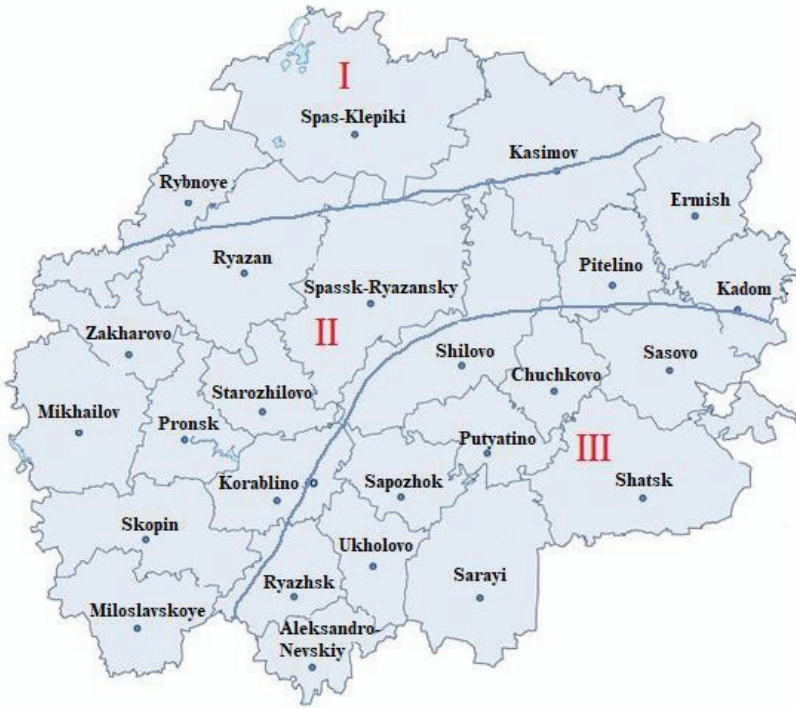 I
Spas-Klepiki
Kasimov
Rybnoye
Ermish
Ryazan
Pitelino
Spassk-Ryazansky
Kadom
II
Zakharovo
Shilovo
Sasovo
Chuchkovo
Starozhilovo
Mikhailov
Pronsk
Putyatino
III
Korablino
Sapozhok
Shatsk
Skopin
Ukholovo
Ryazhsk
Sarayi
Miloslavskoye
Aleksandro-
Nevskiy